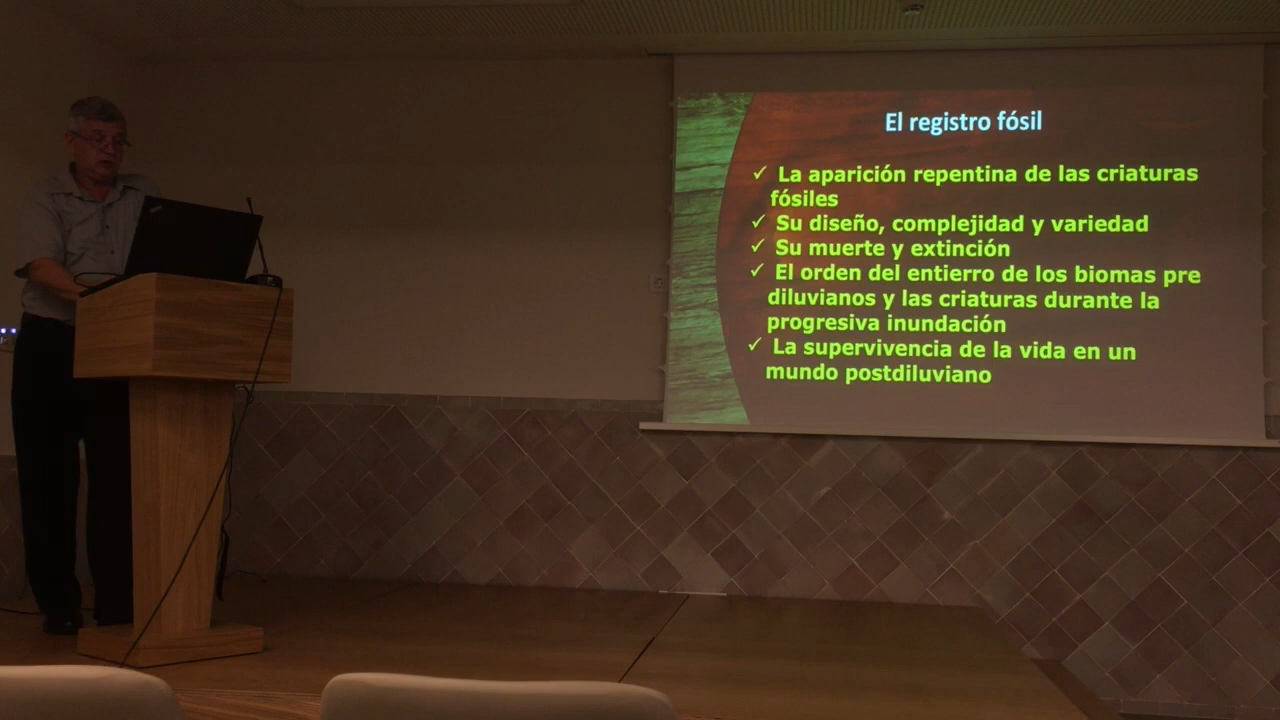 El registro fósil
✓ La aparición repentina de las criaturas
fósiles
✓ Su diseño, complejidad y variedad
✓ Su muerte y extinción
✓ El orden del entierro de los biomas pre
diluvianos y las criaturas durante la
progresiva inundación
✓ La supervivencia de la vida en un
mundo postdiluviano